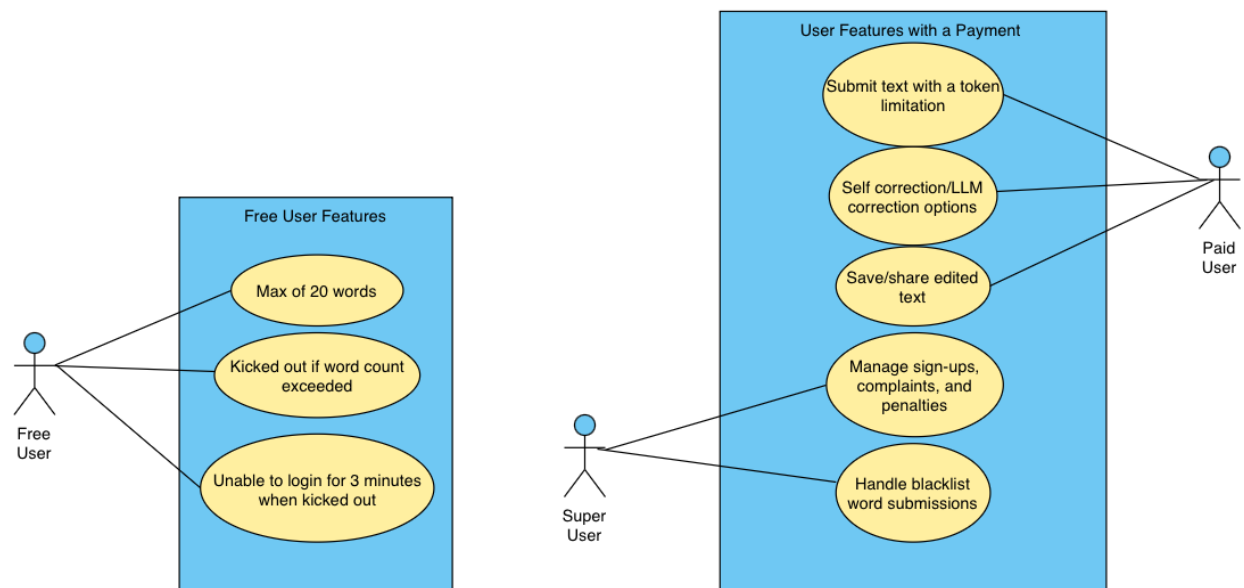 Free User Features
Max of 20 words
Kicked out if word count
exceeded
Unable to login for 3 minutes
when kicked out
Free
User
User Features with a Payment
Submit text with a token
limitation
Self correction/LLM
correction options
Save/share edited
text
Manage sign-ups,
complaints, and
penalties
Handle blacklist
word submissions
Super
User
Paid
User